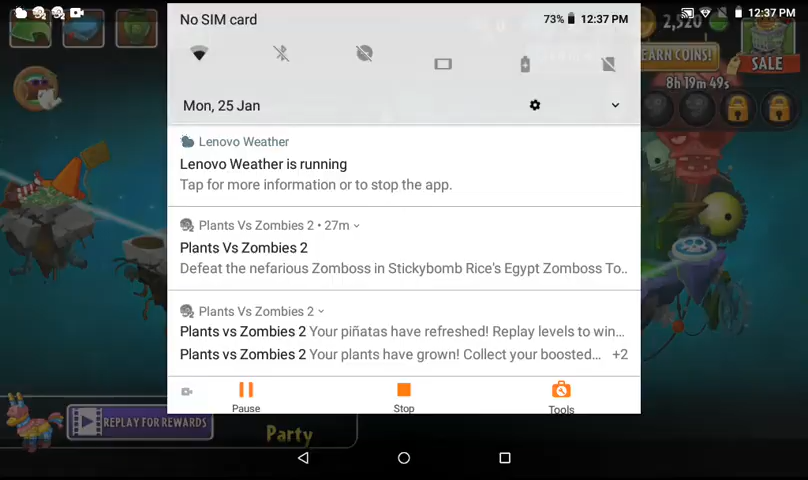 No SIM card
73% 12:37 PM
12:37 PM
2,320
EARN COINS!
SALE
8h 19m 49s
Mon, 25 Jan
Lenovo Weather
Lenovo Weather is running
Tap for more information or to stop the app.
Plants Vs Zombies 2 • 27m
Plants Vs Zombies 2
Defeat the nefarious Zomboss in Stickybomb Rice's Egypt Zomboss To..
Plants Vs Zombies 2
Plants vs Zombies 2 Your piñatas have refreshed! Replay levels to win...
Plants vs Zombies 2 Your plants have grown! Collect your boosted... +2
Pause
Stop
Tools
REPLAY FOR REWARDS
Party